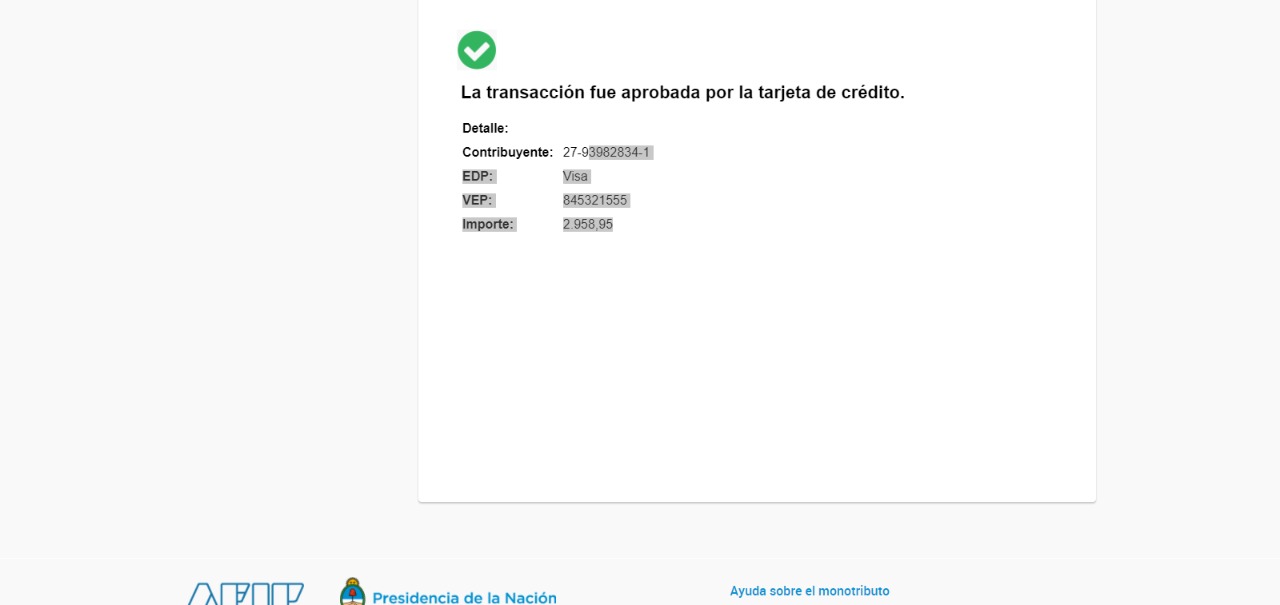 La transacción fue aprobada por la tarjeta de crédito.
Detalle:
Contribuyente: 27-93982834-1
EDP: Visa
VEP: 845321555
Importe: 2.958,95
AFIP Presidencia de la Nación
Ayuda sobre el monotributo